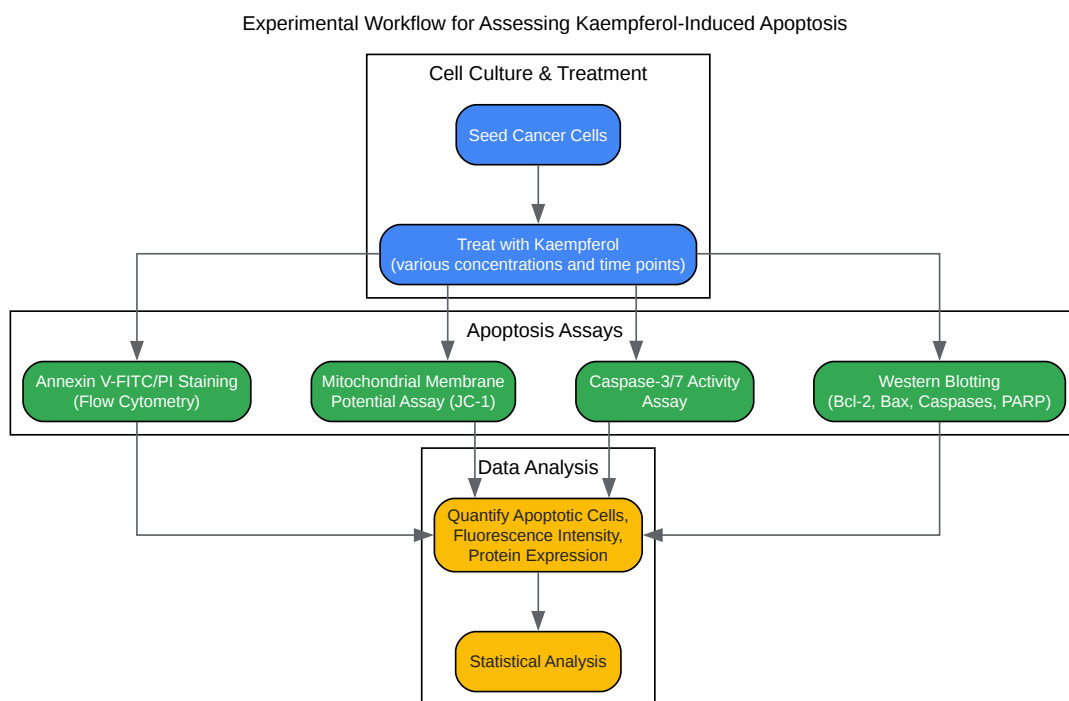 Experimental Workflow for Assessing Kaempferol-Induced Apoptosis
Cell Culture & Treatment
Seed Cancer Cells
Treat with Kaempferol
(various concentrations and time points)
Apoptosis Assays
Annexin V-FITC/PI Staining
(Flow Cytometry)
Mitochondrial Membrane
Potential Assay (JC-1)
Caspase-3/7 Activity
Assay
Western Blotting
(Bcl-2, Bax, Caspases, PARP)
Data Analysis
Quantify Apoptotic Cells,
Fluorescence Intensity,
Protein Expression
Statistical Analysis